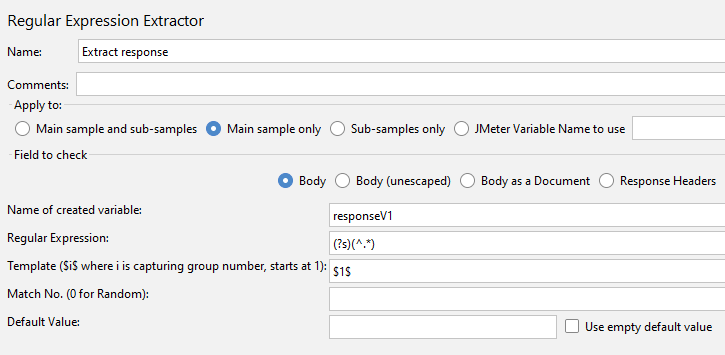 Regular Expression Extractor
Name: Extract response
Comments:
Apply to:
Main sample and sub-samples Main sample only Sub-samples only JMeter Variable Name to use
Field to check
Body Body (unescaped) Body as a Document Response Headers
Name of created variable: responseV1
Regular Expression: (?s)(^.*)
Template ($i$ where i is capturing group number, starts at 1): $1$
Match No. (0 for Random):
Default Value: Use empty default value